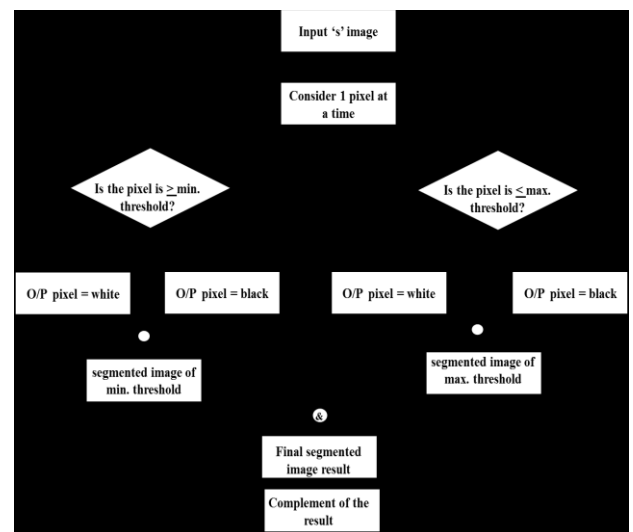 Input ‘s’ image
Consider 1 pixel at
a time
Is the pixel is ≥ min.
threshold?
Is the pixel is ≤ max.
threshold?
O/P pixel = white
O/P pixel = black
O/P pixel = white
O/P pixel = black
segmented image of
min. threshold
segmented image of
max. threshold
&
Final segmented
image result
Complement of the
result